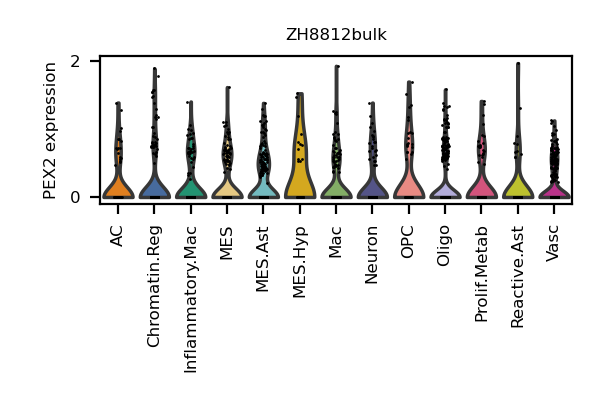 ZH8812bulk
PEX2 expression
2
0
AC
Chromatin.Reg
Inflammatory.Mac
MES
MES.Ast
MES.Hyp
Mac
Neuron
OPC
Oligo
Prolif.Metab
Reactive.Ast
Vasc